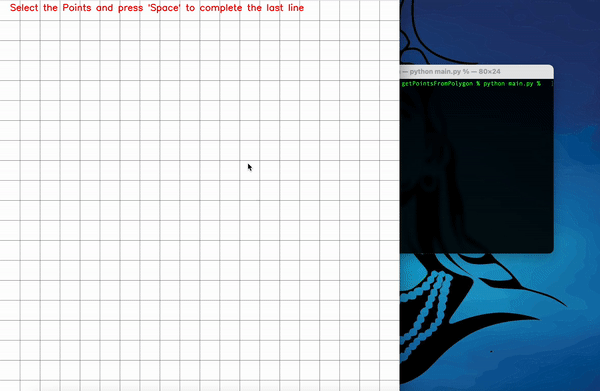 Select the Points and press 'Space' to complete the last line
— python main.py % — 80x24
getPointsFromPolygon % python main.py %